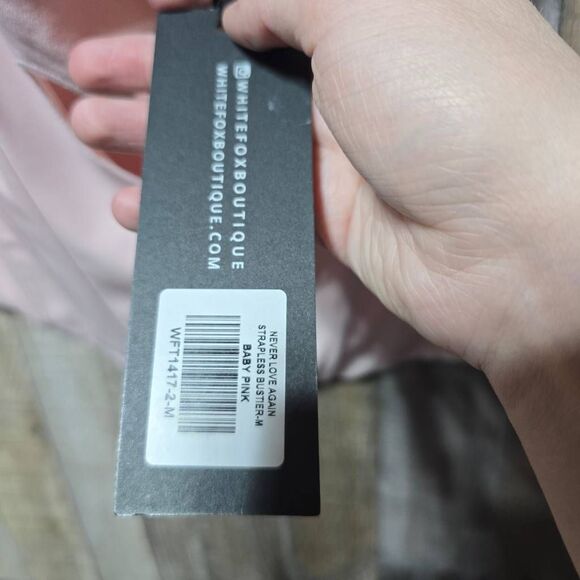 @WHITEFOXBOUTIQUE
WHITEFOXBOUTIQUE.COM
NEVER LOVE AGAIN
STRAPLESS BUSTIER-M
BABY PINK
WFT1417-2-M